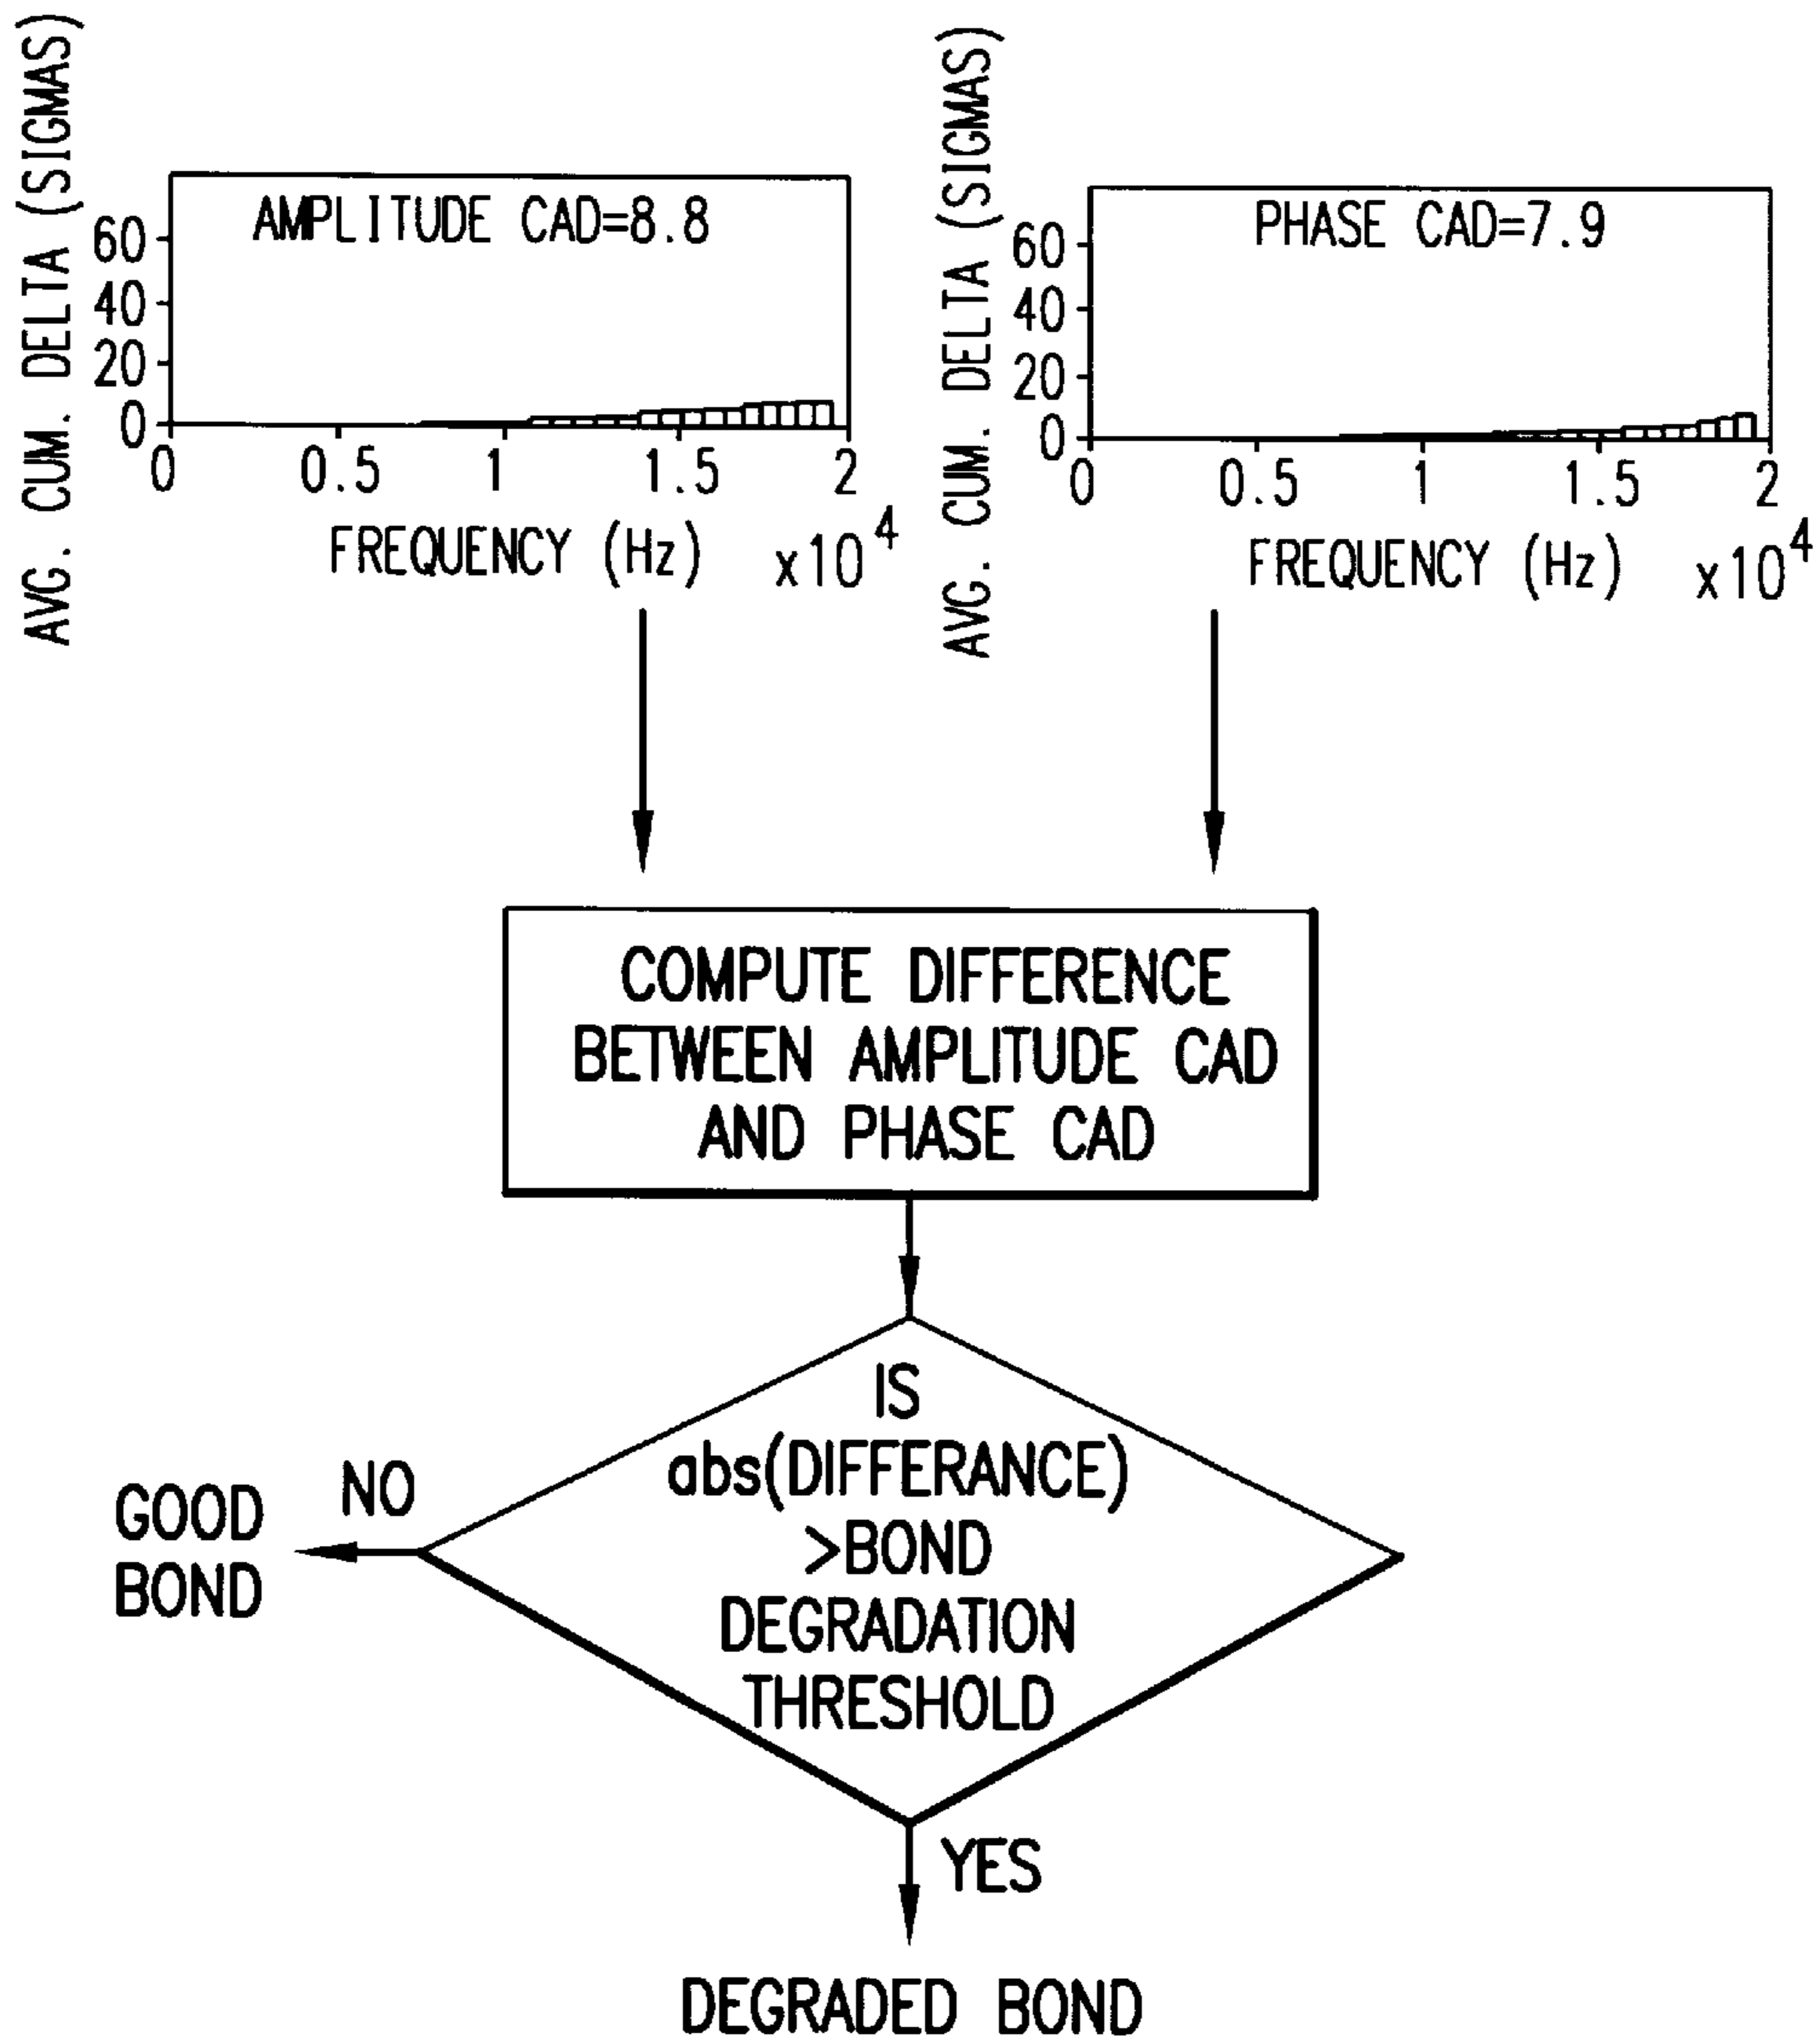 AVG. CUM. DELTA (SIGMAS)
AMPLITUDE CAD=8.8
60
40
20
0
0 0.5 1 1.5 2
FREQUENCY (Hz) x10^4
AVG. CUM. DELTA (SIGMAS)
PHASE CAD=7.9
60
40
20
0
0 0.5 1 1.5 2
FREQUENCY (Hz) x10^4
COMPUTE DIFFERENCE
BETWEEN AMPLITUDE CAD
AND PHASE CAD
IS
abs(DIFFERANCE)
>BOND
DEGRADATION
THRESHOLD
NO
GOOD
BOND
YES
DEGRADED BOND